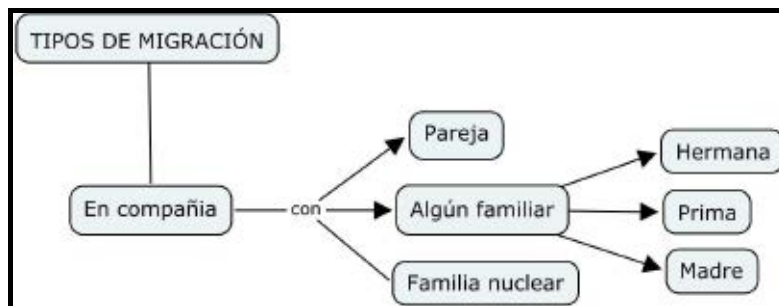 TIPOS DE MIGRACIÓN
Pareja
Hermana
En compañia
con
Algún familiar
Prima
Familia nuclear
Madre